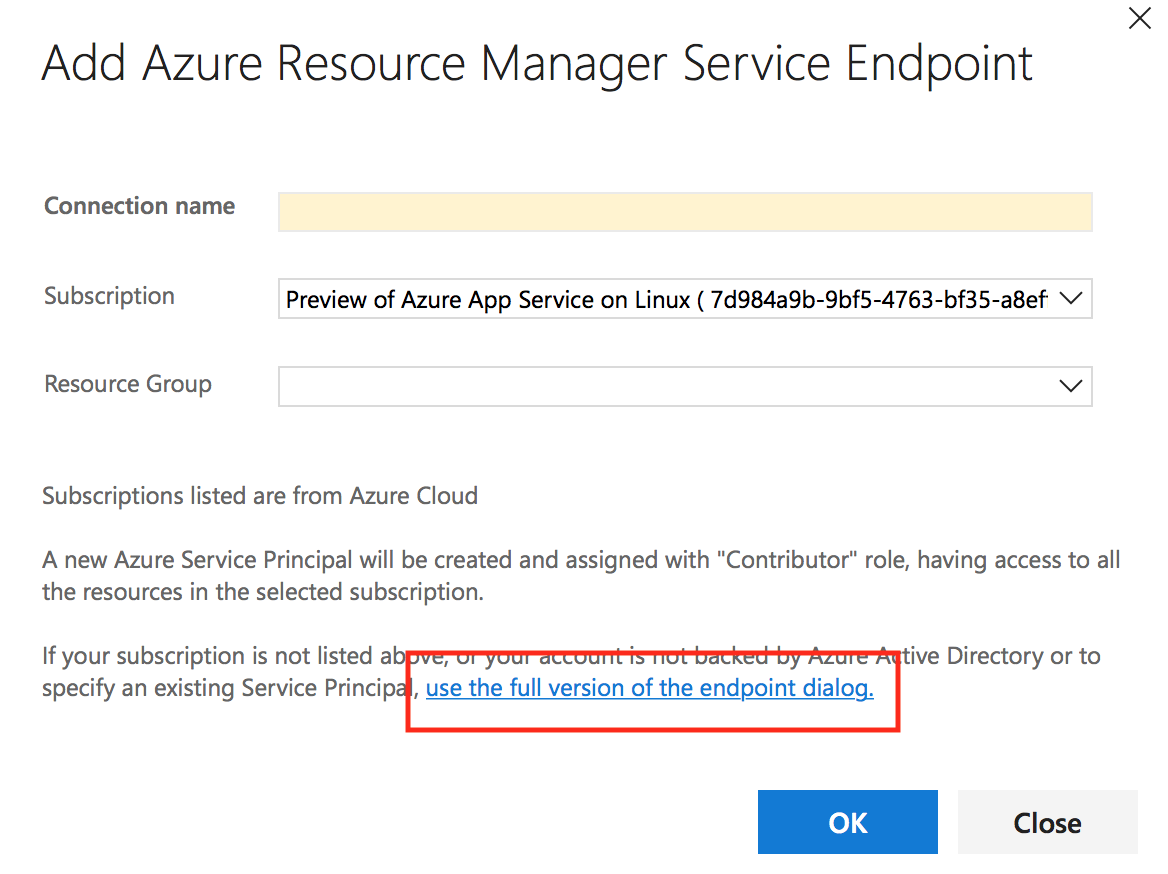 Add Azure Resource Manager Service Endpoint
Connection name
Subscription
Preview of Azure App Service on Linux ( 7d984a9b-9bf5-4763-bf35-a8ef
Resource Group
Subscriptions listed are from Azure Cloud
A new Azure Service Principal will be created and assigned with "Contributor" role, having access to all
the resources in the selected subscription.
If your subscription is not listed above, or your account is not backed by Azure Active Directory or to
specify an existing Service Principal, use the full version of the endpoint dialog.
OK
Close